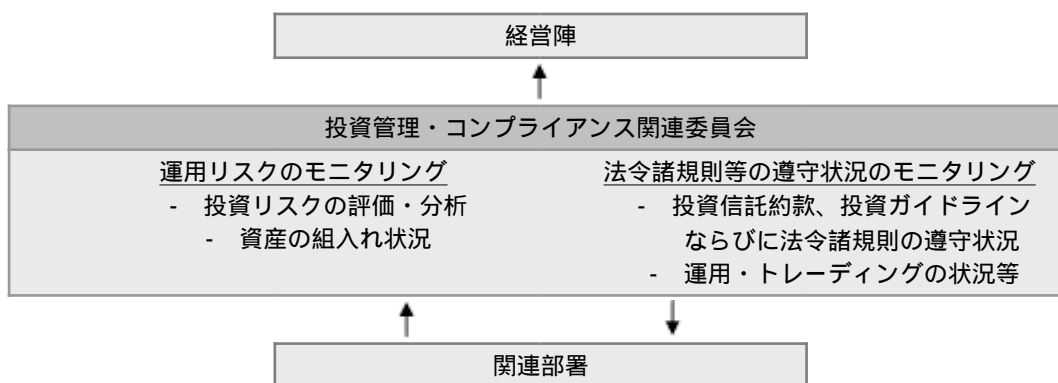 経営陣
投資管理・コンプライアンス関連委員会
運用リスクのモニタリング
- 投資リスクの評価・分析
- 資産の組入れ状況
法令諸規則等の遵守状況のモニタリング
- 投資信託約款、投資ガイドライン
ならびに法令諸規則の遵守状況
- 運用・トレーディングの状況等
関連部署